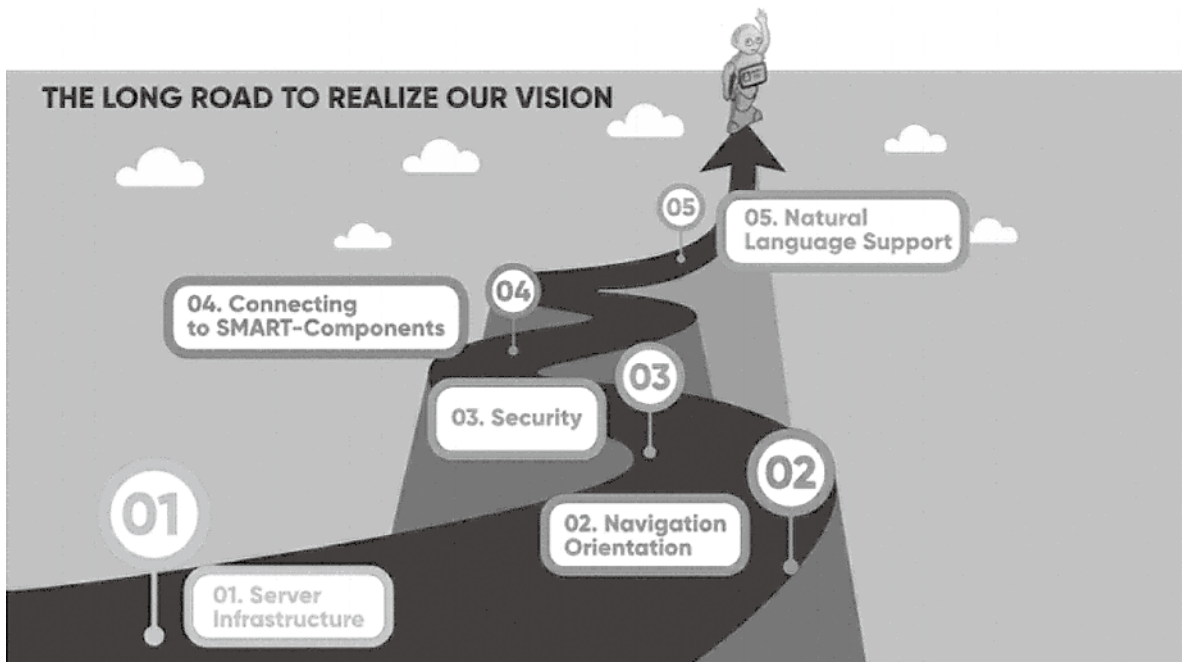 THE LONG ROAD TO REALIZE OUR VISION
05
05. Natural
Language Support
04
04. Connecting
to SMART-Components
03
03. Security
02
02. Navigation
Orientation
01
01. Server
Infrastructure